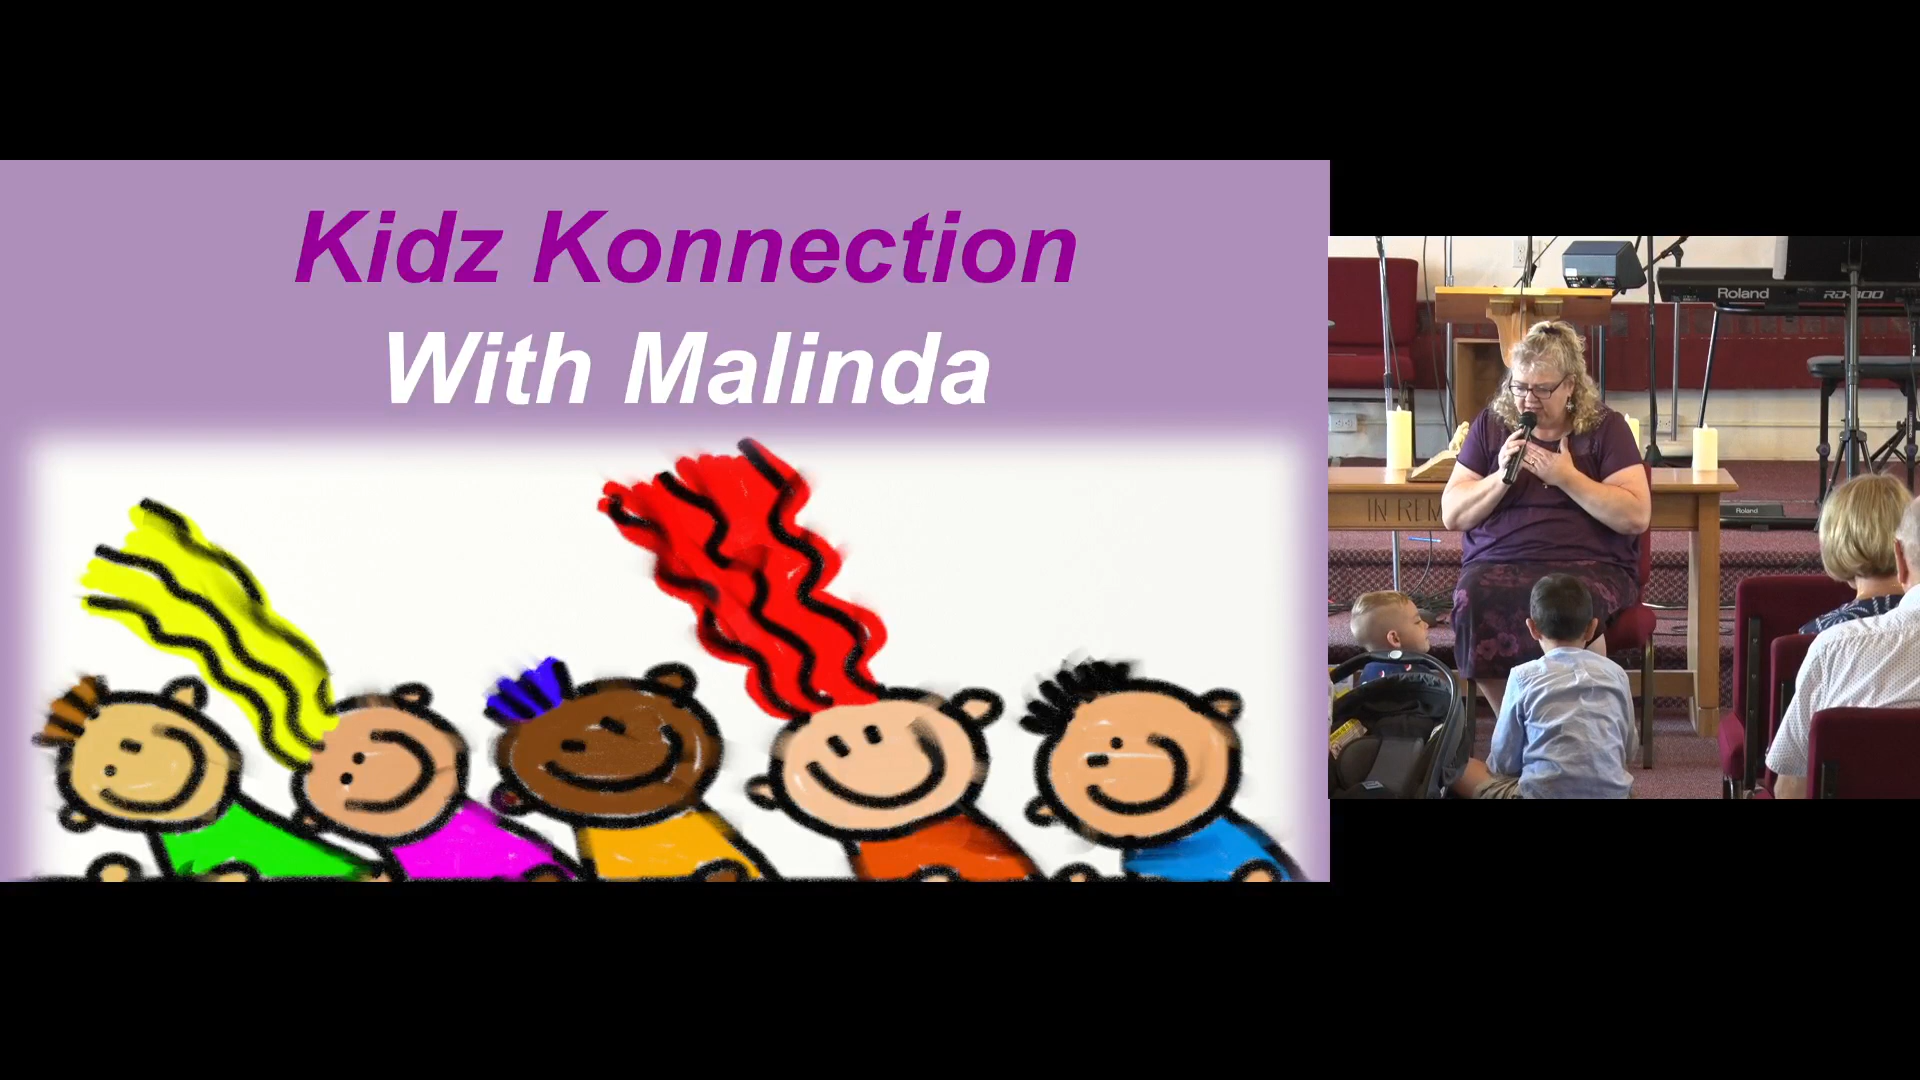 Kidz Konnection
With Malinda
Roland
IN REM
Roland